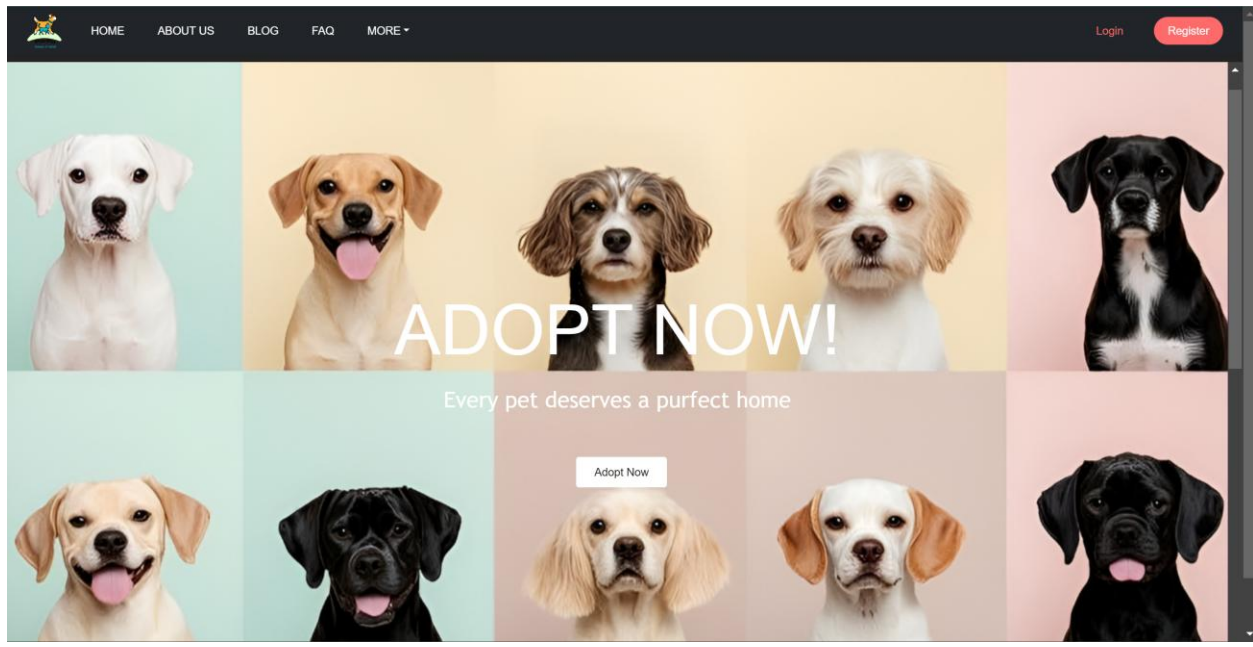 HOME ABOUT US BLOG FAQ MORE Login Register
ADOPT NOW!
Every pet deserves a purfect home
Adopt Now